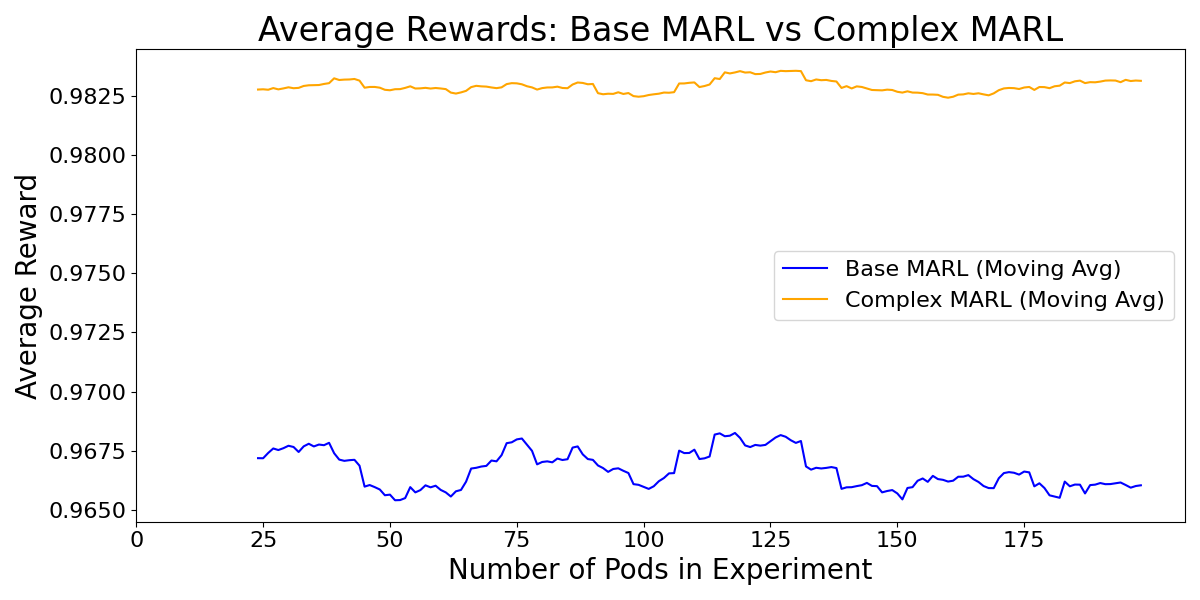 Average Rewards: Base MARL vs Complex MARL
Average Reward
0.9825
0.9800
0.9775
0.9750
0.9725
0.9700
0.9675
0.9650
Base MARL (Moving Avg)
Complex MARL (Moving Avg)
0 25 50 75 100 125 150 175
Number of Pods in Experiment